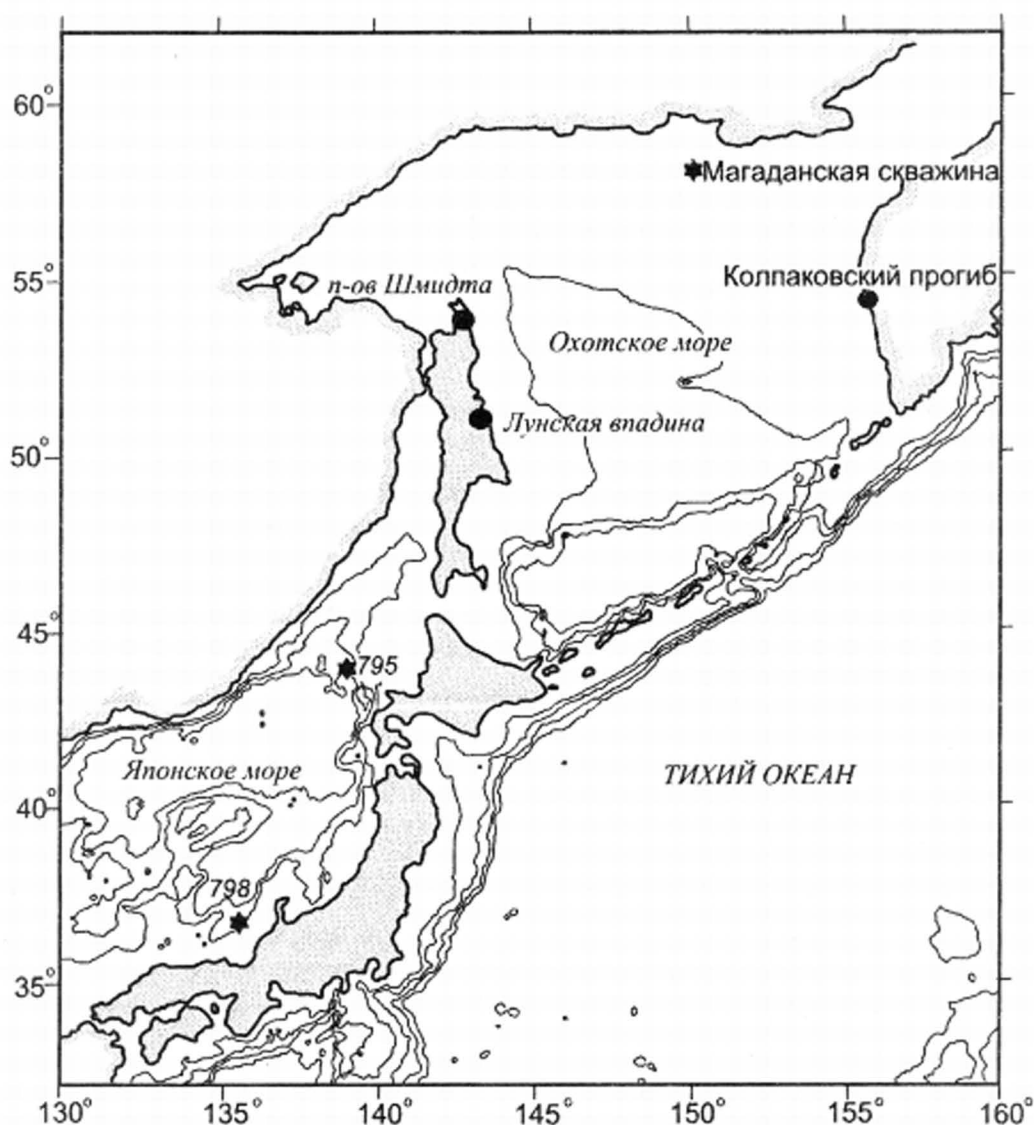 60°
Магаданская скважина
55°
п-ов Шмидта
Колпаковский прогиб
Охотское море
Лунская впадина
50°
45°
795
Японское море
ТИХИЙ ОКЕАН
40°
798
35°
130 135° 140° 145° 150° 155° 160°